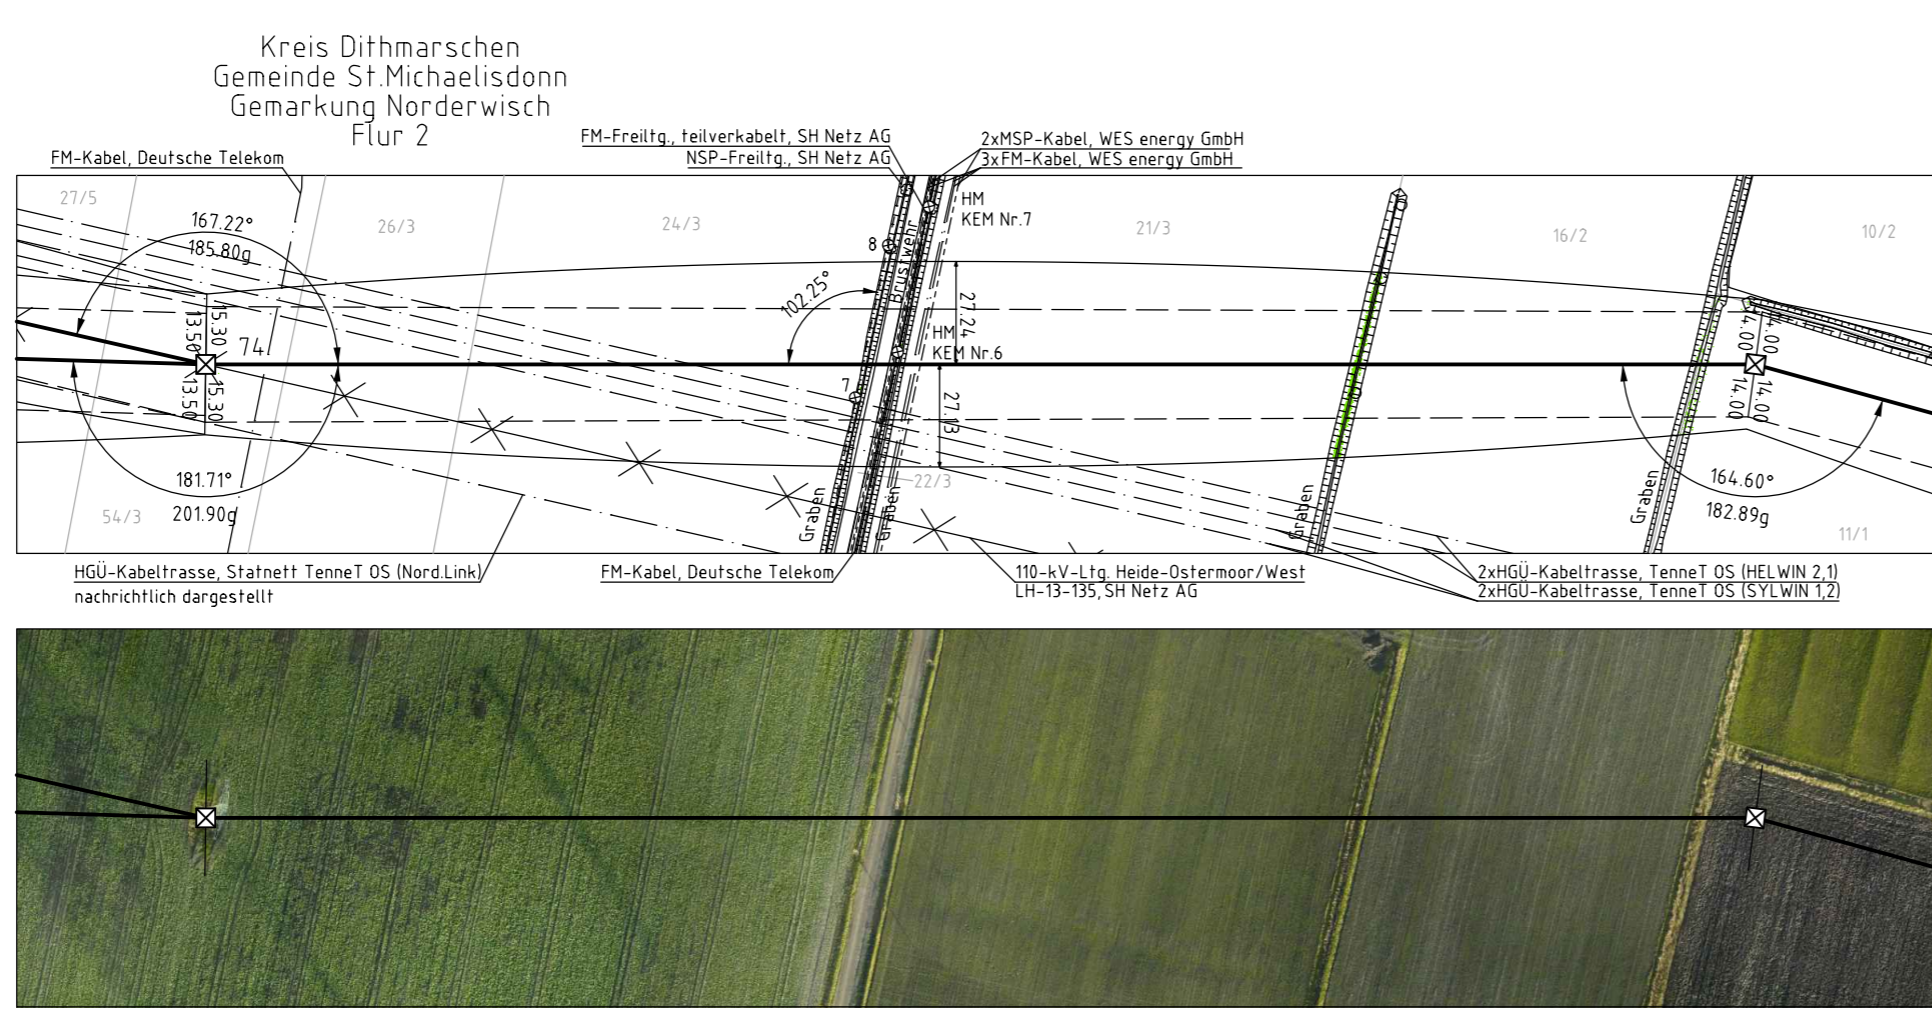 Kreis Dithmarschen
Gemeinde St.Michaelisdonn
Gemarkung Norderwisch
Flur 2
FM-Kabel, Deutsche Telekom
FM-Freiltg., teilverkabelt, SH Netz AG
NSP-Freiltg., SH Netz AG
2xMSP-Kabel, WES energy GmbH
3xFM-Kabel, WES energy GmbH
27/5
167.22°
185.80g
26/3
24/3
8
Brustwehr
HM
KEM Nr.7
21/3
16/2
10/2
102.25°
27.24
13.50
15.30
74
HM
KEM Nr.6
14.00
14.00
13.50
15.30
7
27.13
14.00
14.00
181.71°
201.90g
54/3
22/3
Graben
Graben
Graben
Graben
164.60°
182.89g
11/1
HGÜ-Kabeltrasse, Statnett TenneT OS (Nord.Link)
nachrichtlich dargestellt
FM-Kabel, Deutsche Telekom
110-kV-Ltg. Heide-Ostermoor/West
LH-13-135, SH Netz AG
2xHGÜ-Kabeltrasse, TenneT OS (HELWIN 2,1)
2xHGÜ-Kabeltrasse, TenneT OS (SYLWIN 1,2)